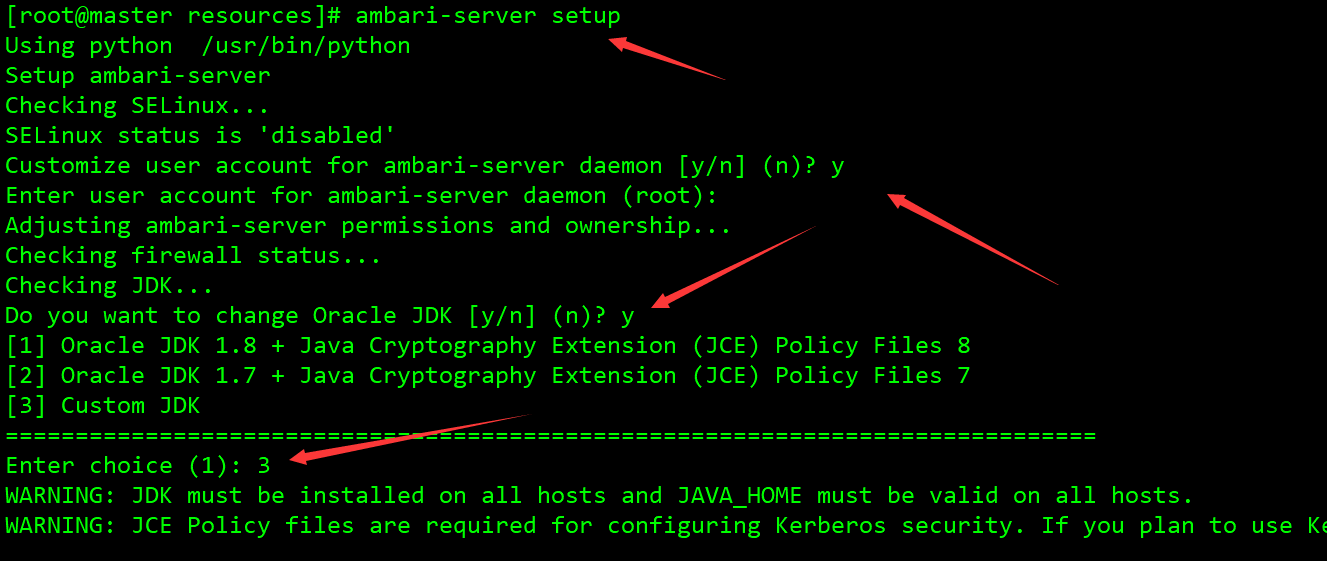 [root@master resources]# ambari-server setup
Using python  /usr/bin/python
Setup ambari-server
Checking SELinux...
SELinux status is 'disabled'
Customize user account for ambari-server daemon [y/n] (n)? y
Enter user account for ambari-server daemon (root):
Adjusting ambari-server permissions and ownership...
Checking firewall status...
Checking JDK...
Do you want to change Oracle JDK [y/n] (n)? y
[1] Oracle JDK 1.8 + Java Cryptography Extension (JCE) Policy Files 8
[2] Oracle JDK 1.7 + Java Cryptography Extension (JCE) Policy Files 7
[3] Custom JDK
==============================================================================
Enter choice (1): 3
WARNING: JDK must be installed on all hosts and JAVA_HOME must be valid on all hosts.
WARNING: JCE Policy files are required for configuring Kerberos security. If you plan to use Ke